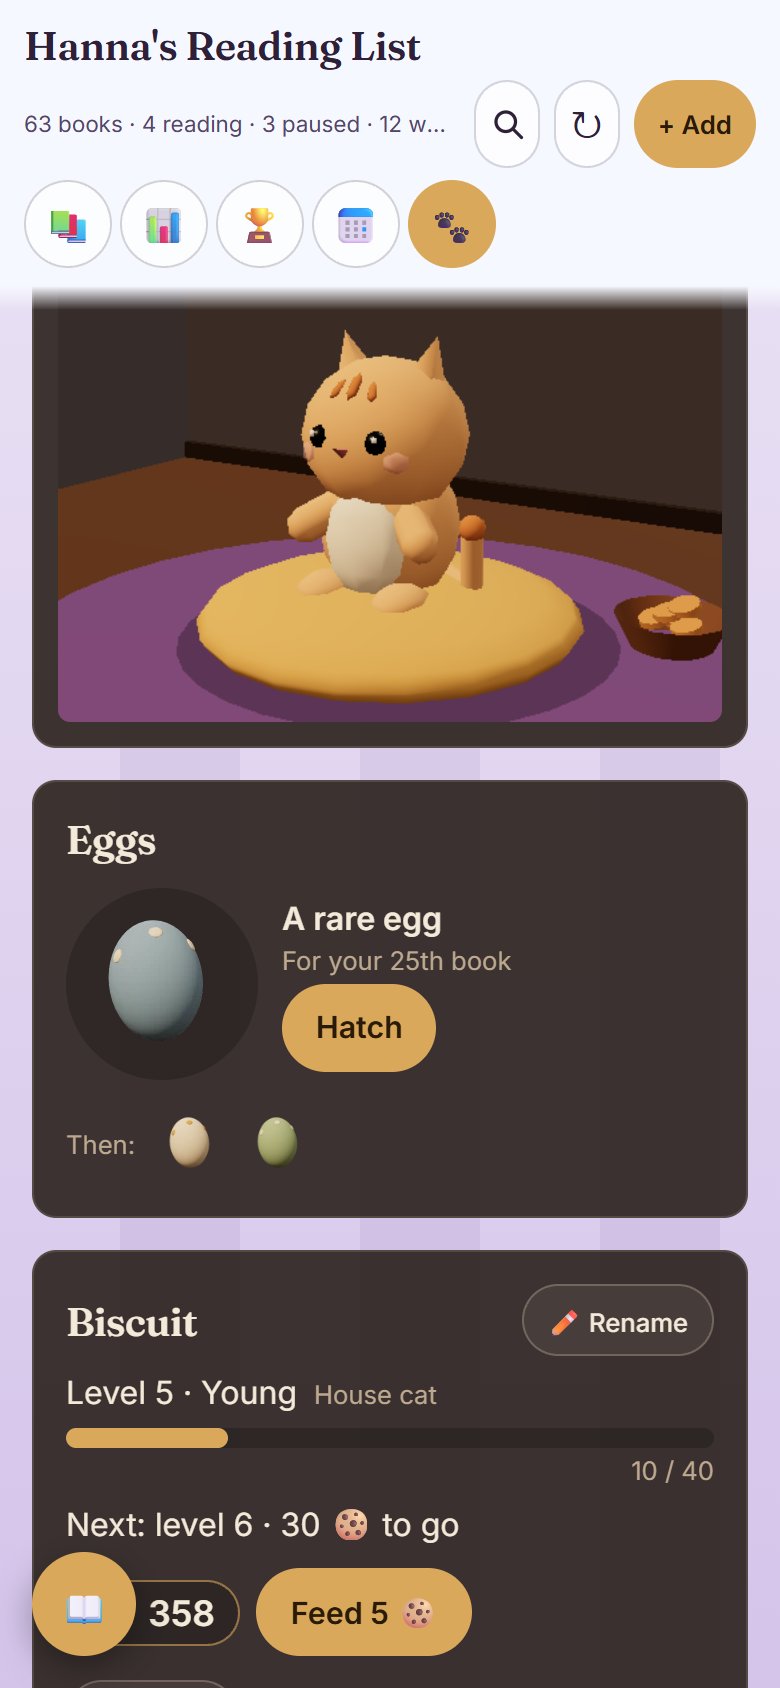 Hanna's Reading List
63 books · 4 reading · 3 paused · 12 w...
+ Add
Eggs
A rare egg
For your 25th book
Hatch
Then:
Biscuit
Rename
Level 5 · Young House cat
10 / 40
Next: level 6 · 30 to go
358
Feed 5